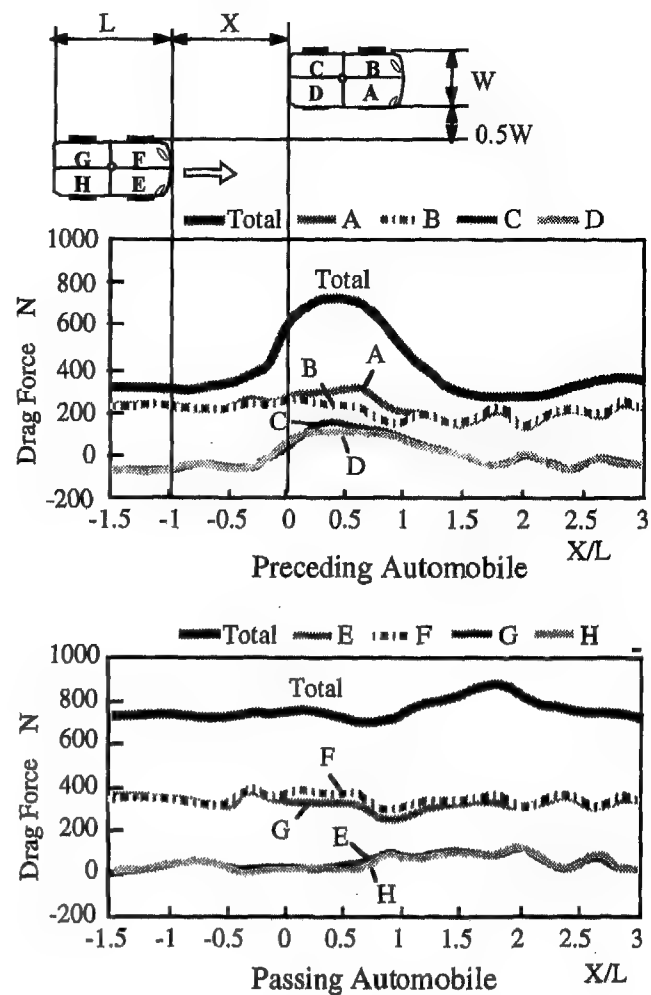 L X
C B
D A
W
0.5W
G F
H E
Total A B C D
1000
800
600
400
200
0
-200
Drag Force N
Total
B
A
C
D
-1.5 -1 -0.5 0 0.5 1 1.5 2 2.5 3
X/L
Preceding Automobile
Total E F G H
1000
800
600
400
200
0
-200
Drag Force N
Total
F
G
E
H
-1.5 -1 -0.5 0 0.5 1 1.5 2 2.5 3
Passing Automobile X/L